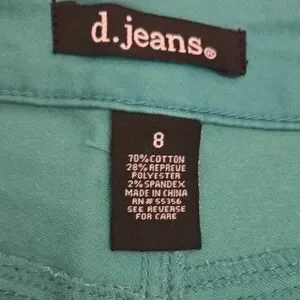 d.jeans®
8
70% COTTON
28% REPREVE
POLYESTER
2% SPANDEX
MADE IN CHINA
RN# 55356
SEE REVERSE
FOR CARE